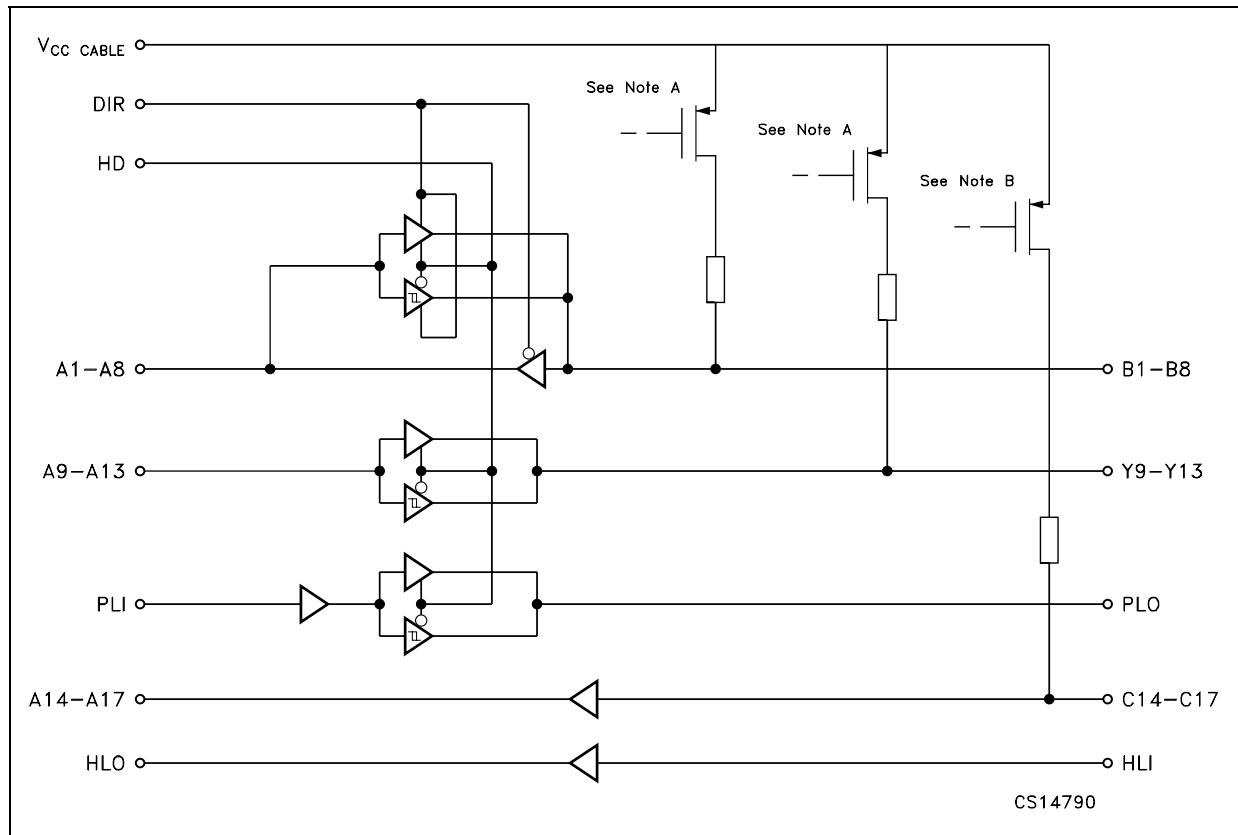 VCC CABLE
DIR
HD
See Note A
See Note A
See Note B
A1-A8
B1-B8
A9-A13
Y9-Y13
PLI
PLO
A14-A17
C14-C17
HLO
HLI
CS14790